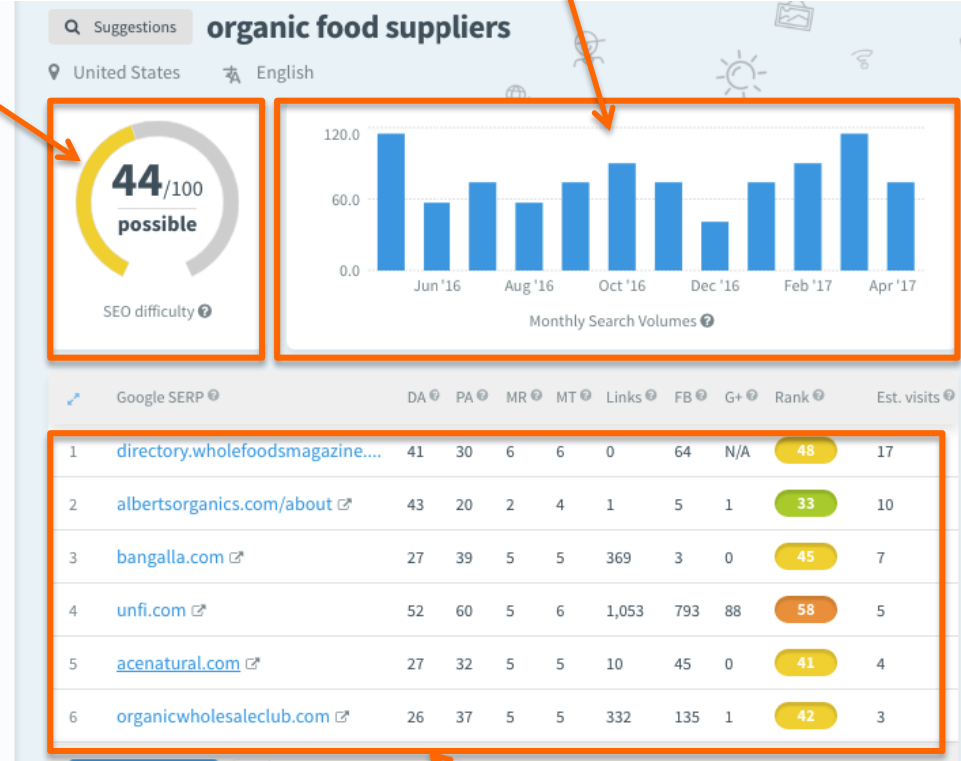 Suggestions organic food suppliers
United States English
44/100
possible
SEO difficulty
120.0
60.0
0.0
Jun '16 Aug '16 Oct '16 Dec '16 Feb '17 Apr '17
Monthly Search Volumes
Google SERP DA PA MR MT Links FB G+ Rank Est. visits
1 directory.wholefoodsmagazine.... 41 30 6 6 0 64 N/A 48 17
2 albertsorganics.com/about 43 20 2 4 1 5 1 33 10
3 bangalla.com 27 39 5 5 369 3 0 45 7
4 unfi.com 52 60 5 6 1,053 793 88 58 5
5 acenatural.com 27 32 5 5 10 45 0 41 4
6 organicwholesaleclub.com 26 37 5 5 332 135 1 42 3